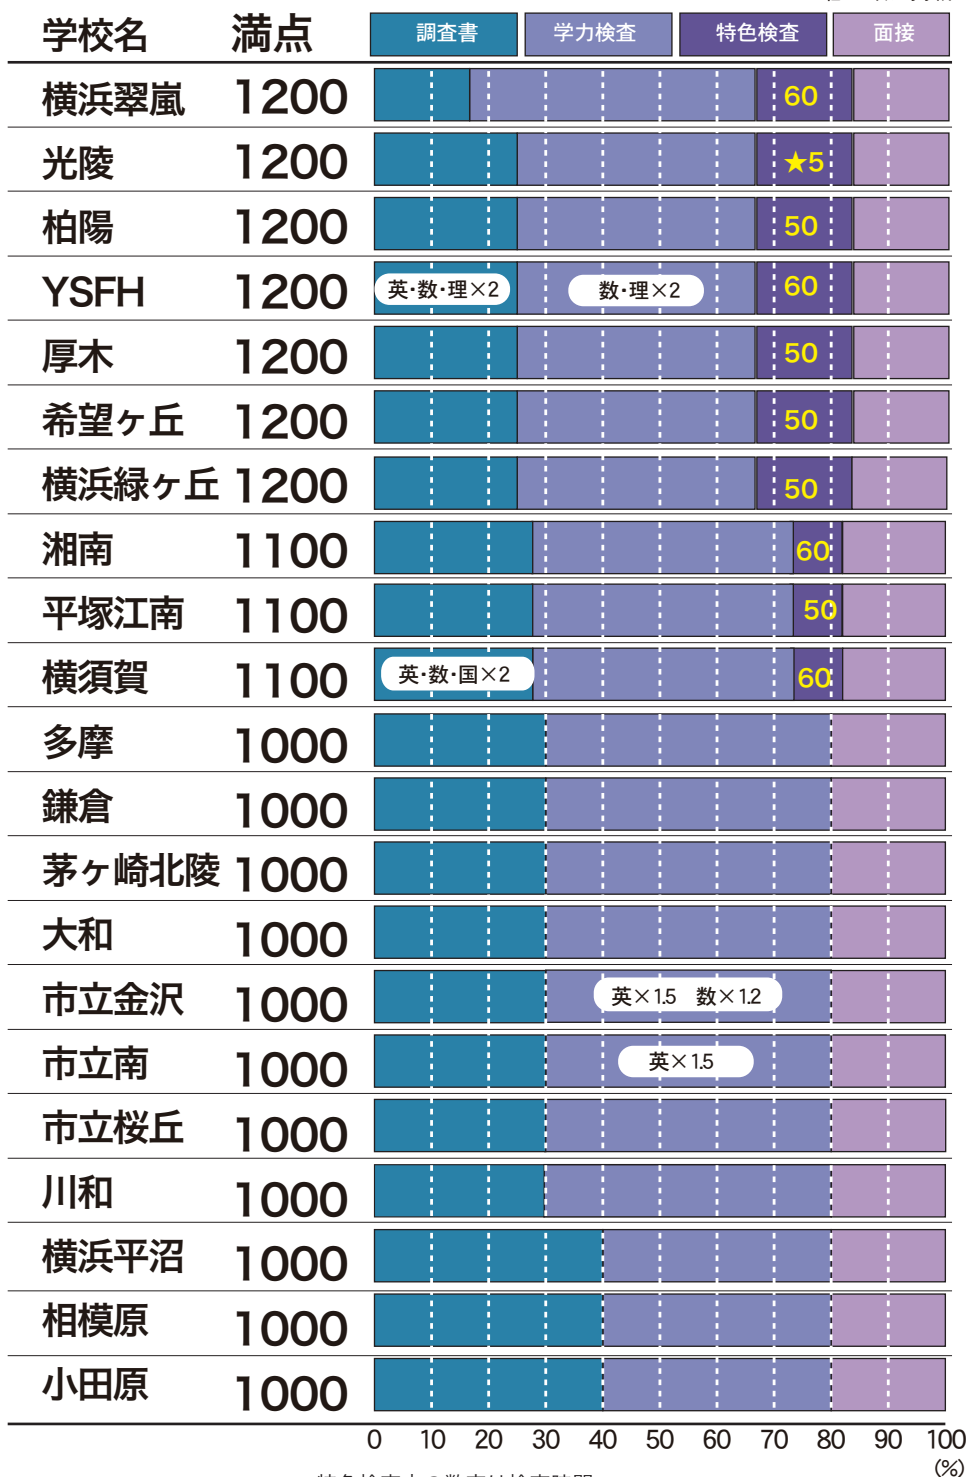 学校名 満点 調査書 学力検査 特色検査 面接
横浜翠嵐 1200 60
光陵 1200 ★5
柏陽 1200 50
YSFH 1200 英・数・理×2 数・理×2 60
厚木 1200 50
希望ヶ丘 1200 50
横浜緑ヶ丘 1200 50
湘南 1100 60
平塚江南 1100 50
横須賀 1100 英・数・国×2 60
多摩 1000
鎌倉 1000
茅ヶ崎北陵 1000
大和 1000
市立金沢 1000 英×1.5 数×1.2
市立南 1000 英×1.5
市立桜丘 1000
川和 1000
横浜平沼 1000
相模原 1000
小田原 1000
0 10 20 30 40 50 60 70 80 90 100
(%)